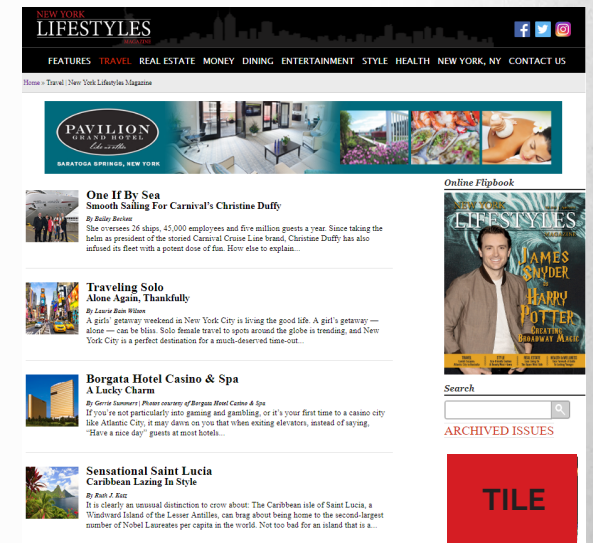 NEW YORK
LIFESTYLES
MAGAZINE
FEATURES TRAVEL REAL ESTATE MONEY DINING ENTERTAINMENT STYLE HEALTH NEW YORK, NY CONTACT US
Home » Travel | New York Lifestyles Magazine
PAVILION
GRAND HOTEL
like no other
SARATOGA SPRINGS, NEW YORK
One If By Sea
Smooth Sailing For Carnival's Christine Duffy
By Bailey Beckett
She oversees 26 ships, 45,000 employees and five million guests a year. Since taking the
helm as president of the storied Carnival Cruise Line brand, Christine Duffy has also
infused its fleet with a potent dose of fun. How else to explain...
Traveling Solo
Alone Again, Thankfully
By Laurie Bain Wilson
A girls' getaway weekend in New York City is living the good life. A girl's getaway —
alone — can be bliss. Solo female travel to spots around the globe is trending, and New
York City is a perfect destination for a much-deserved time-out...
Borgata Hotel Casino & Spa
A Lucky Charm
By Gerrie Summers | Photos courtesy of Borgata Hotel Casino & Spa
If you're not particularly into gaming and gambling, or it's your first time to a casino city
like Atlantic City, it may dawn on you that when exiting elevators, instead of saying,
"Have a nice day" guests at most hotels...
Sensational Saint Lucia
Caribbean Lazing In Style
By Ruth J. Katz
It is clearly an unusual distinction to crow about: The Caribbean isle of Saint Lucia, a
Windward Island of the Lesser Antilles, can brag about being home to the second-largest
number of Nobel Laureates per capita in the world. Not too bad for an island that is a...
Online Flipbook
NEW YORK
LIFESTYLES
MAGAZINE
JAMES
SNYDER
IS
HARRY
POTTER
CREATING
BROADWAY MAGIC
Search
ARCHIVED ISSUES
TILE